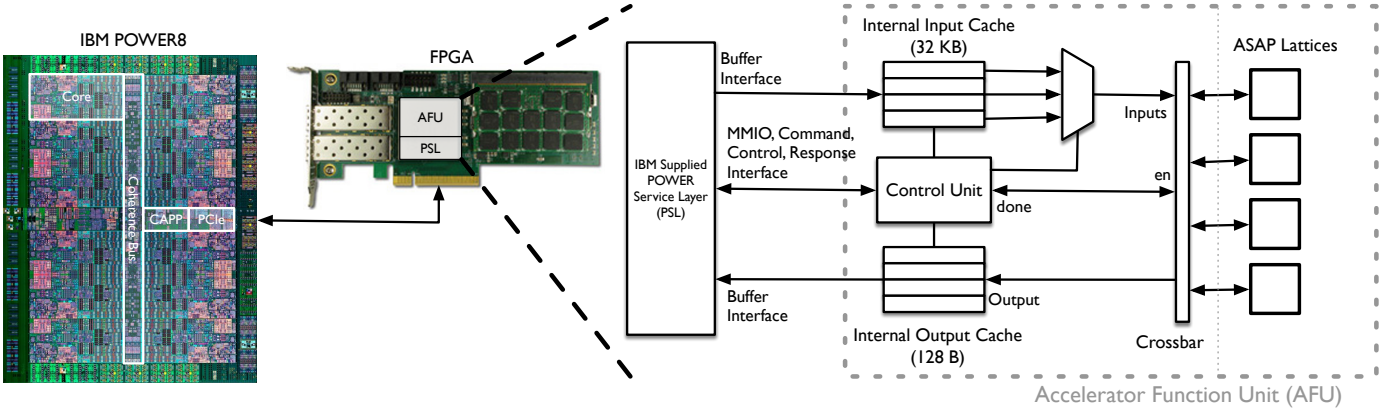 IBM POWER8
Core
Coherence Bus
CAPP
PCIe
FPGA
AFU
PSL
IBM Supplied
POWER
Service Layer
(PSL)
Buffer
Interface
MMIO, Command,
Control, Response
Interface
Buffer
Interface
Internal Input Cache
(32 KB)
Control Unit
done
Output
Internal Output Cache
(128 B)
Inputs
en
Crossbar
ASAP Lattices
Accelerator Function Unit (AFU)